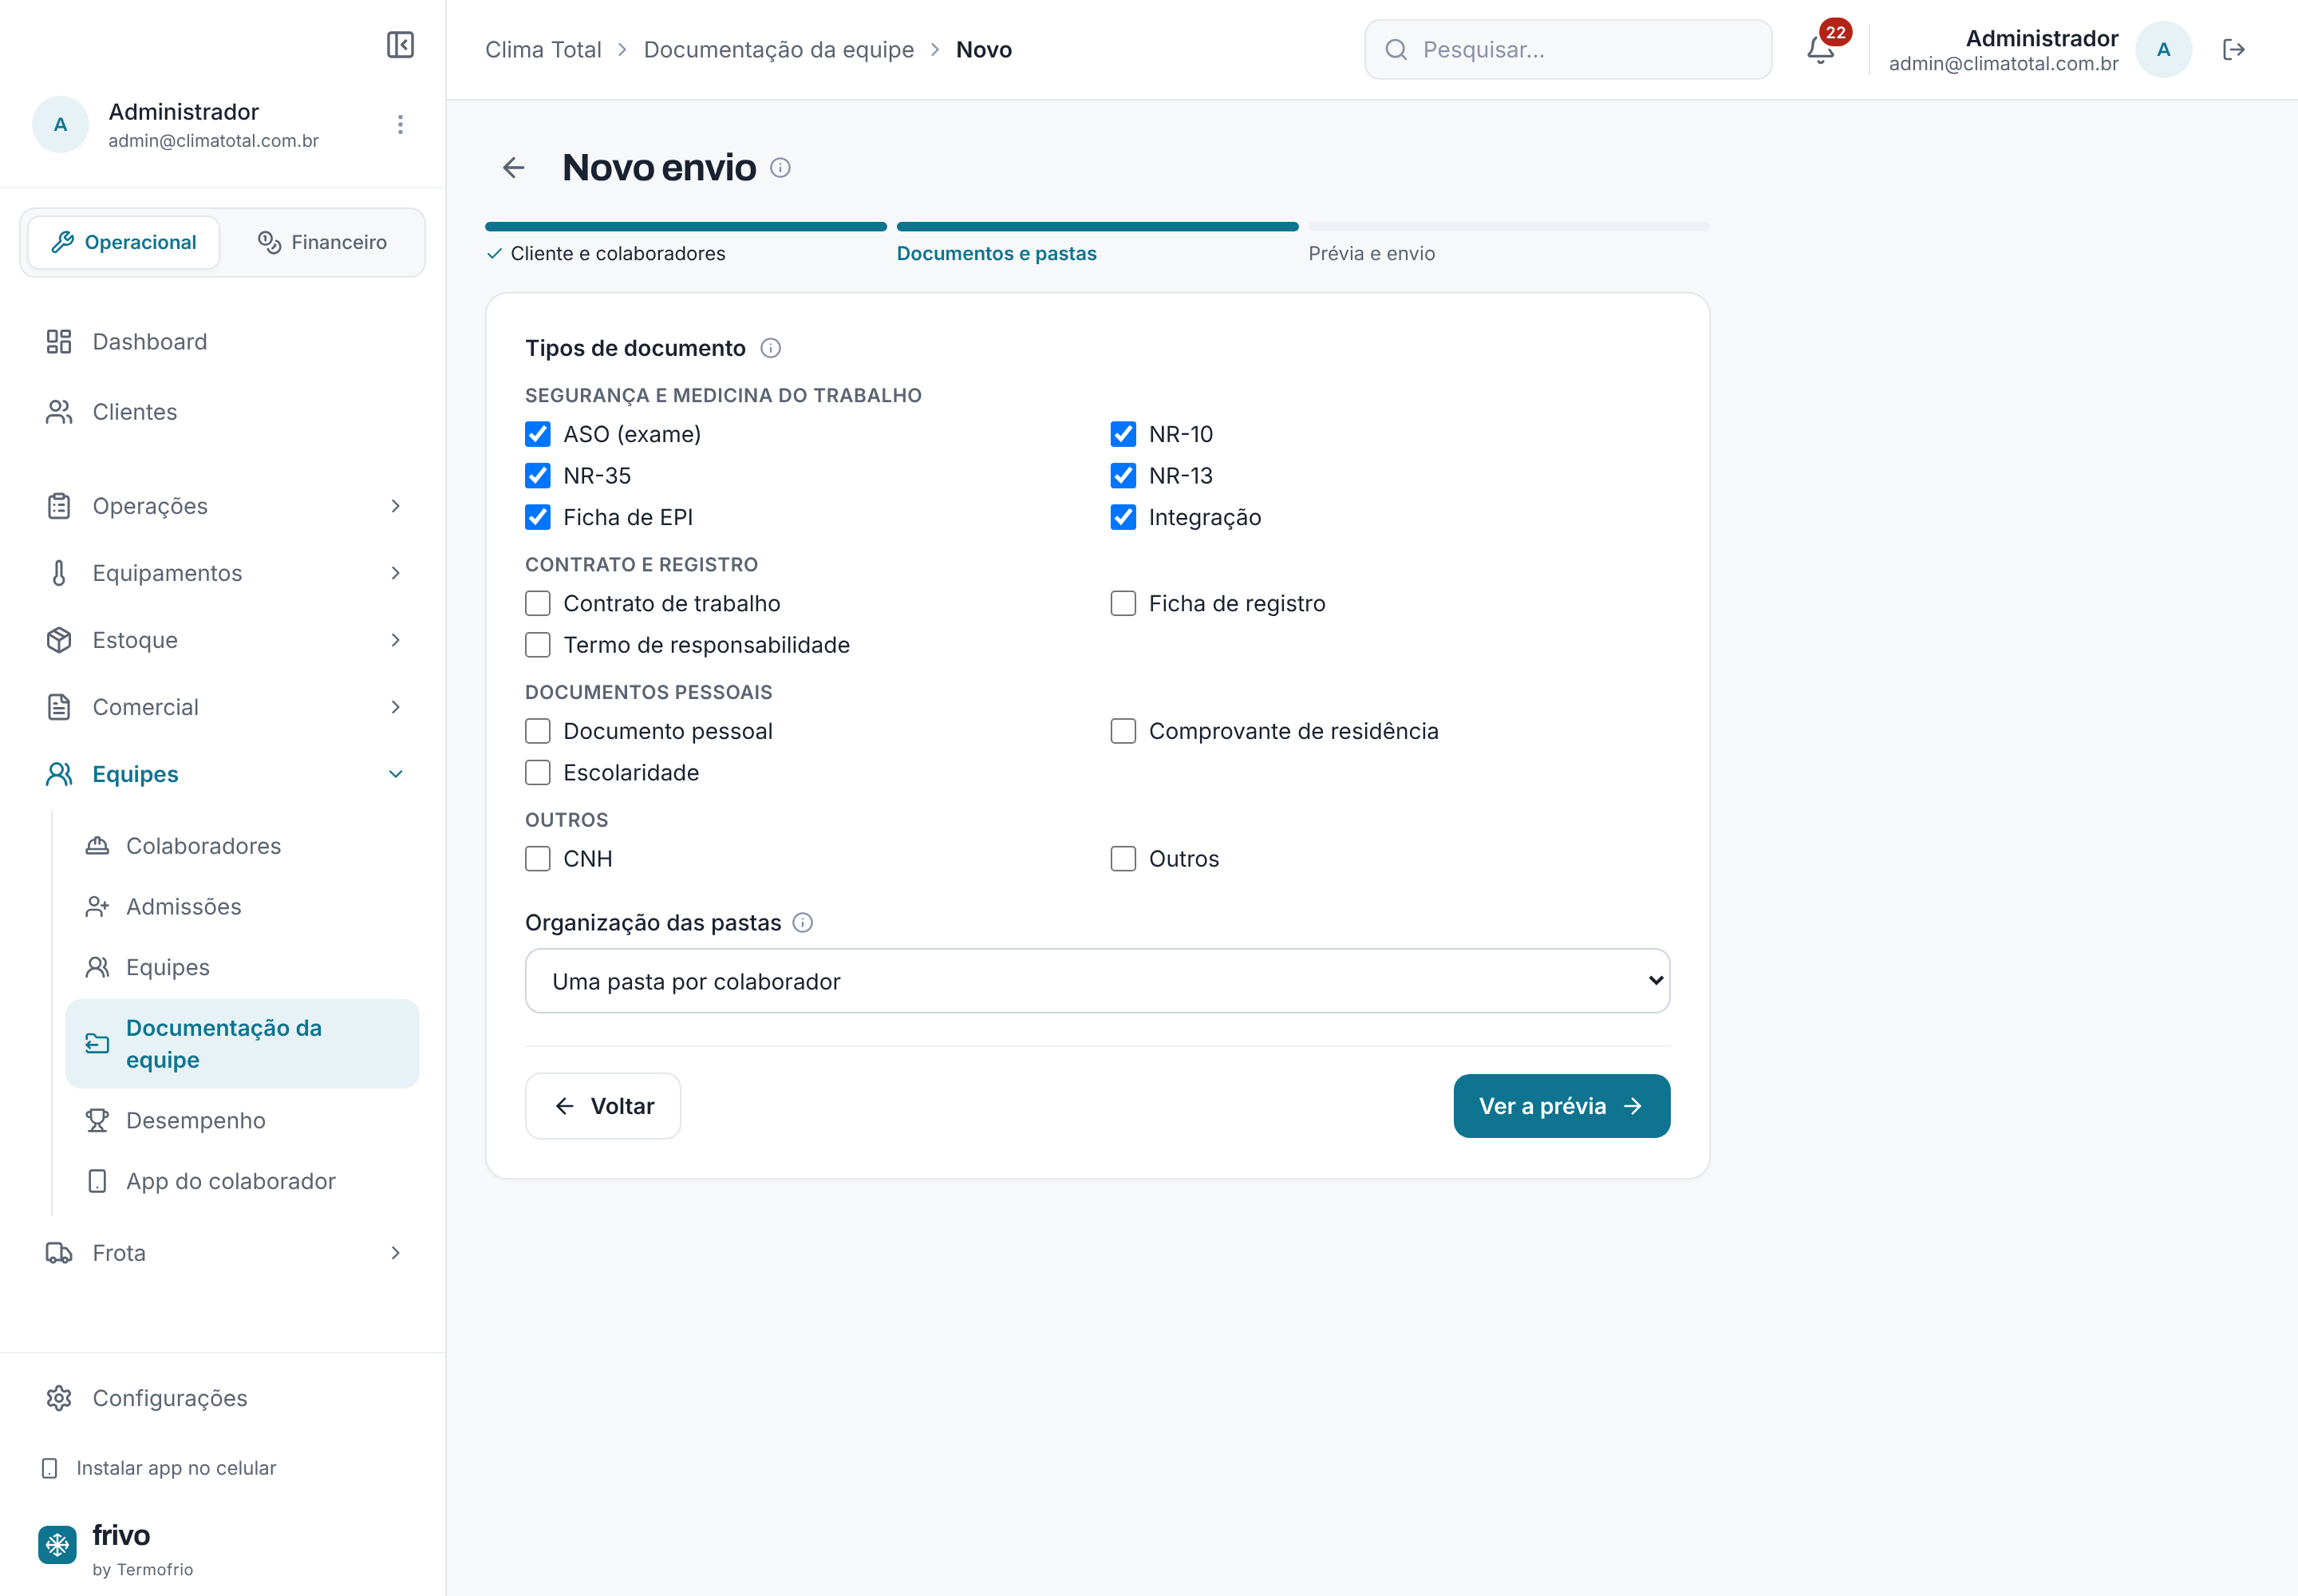 Administrador
admin@climatotal.com.br
A
Operacional
Financeiro
Dashboard
Clientes
Operações
Equipamentos
Estoque
Comercial
Equipes
Colaboradores
Admissões
Equipes
Documentação da
equipe
Desempenho
App do colaborador
Frota
Configurações
Instalar app no celular
frivo
by Termofrio
Clima Total > Documentação da equipe > Novo
Pesquisar...
22
Administrador
admin@climatotal.com.br
A
Novo envio
Cliente e colaboradores
Documentos e pastas
Prévia e envio
Tipos de documento
SEGURANÇA E MEDICINA DO TRABALHO
ASO (exame)
NR-10
NR-35
NR-13
Ficha de EPI
Integração
CONTRATO E REGISTRO
Contrato de trabalho
Ficha de registro
Termo de responsabilidade
DOCUMENTOS PESSOAIS
Documento pessoal
Comprovante de residência
Escolaridade
OUTROS
CNH
Outros
Organização das pastas
Uma pasta por colaborador
Voltar
Ver a prévia